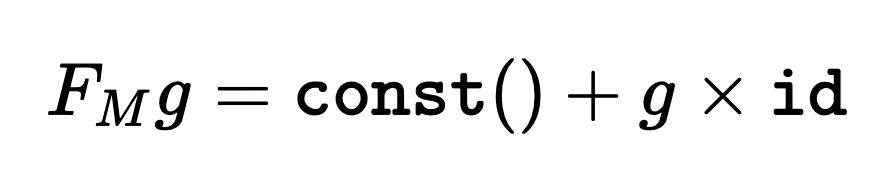 F_M g = const() + g × id